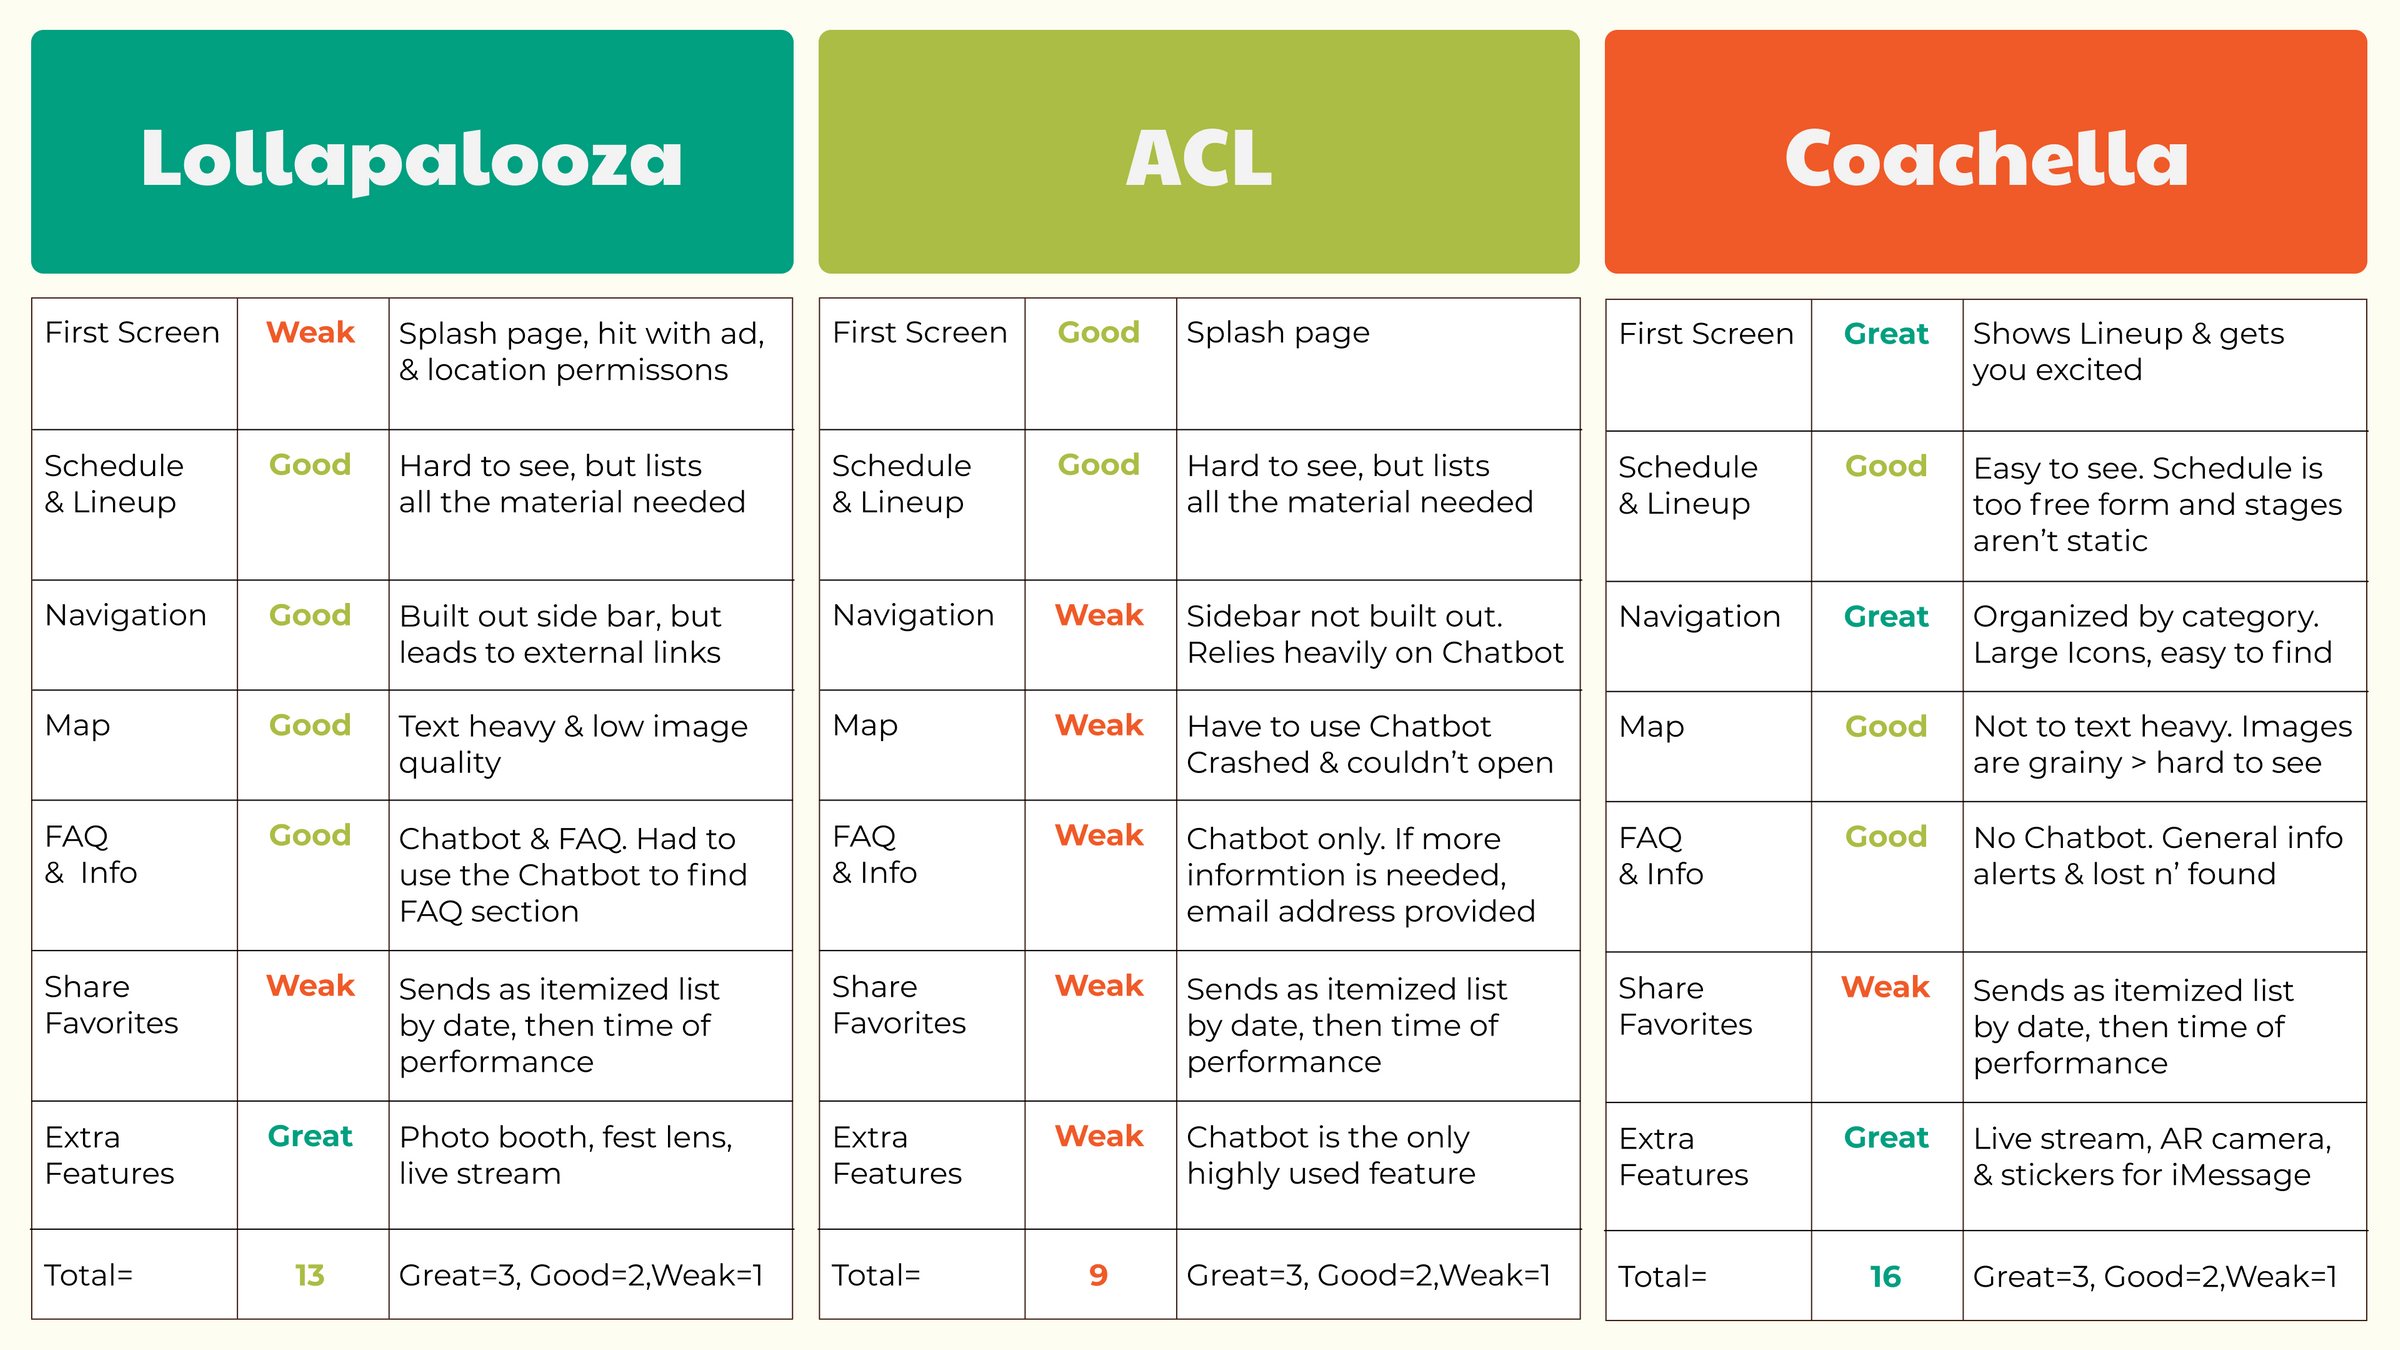 Lollapalooza
First Screen
Weak
Splash page, hit with ad,
& location permissons
Schedule
& Lineup
Good
Hard to see, but lists
all the material needed
Navigation
Good
Built out side bar, but
leads to external links
Map
Good
Text heavy & low image
quality
FAQ
& Info
Good
Chatbot & FAQ. Had to
use the Chatbot to find
FAQ section
Share
Favorites
Weak
Sends as itemized list
by date, then time of
performance
Extra
Features
Great
Photo booth, fest lens,
live stream
Total=
13
Great=3, Good=2,Weak=1
ACL
First Screen
Good
Splash page
Schedule
& Lineup
Good
Hard to see, but lists
all the material needed
Navigation
Weak
Sidebar not built out.
Relies heavily on Chatbot
Map
Weak
Have to use Chatbot
Crashed & couldn't open
FAQ
& Info
Weak
Chatbot only. If more
informtion is needed,
email address provided
Share
Favorites
Weak
Sends as itemized list
by date, then time of
performance
Extra
Features
Weak
Chatbot is the only
highly used feature
Total=
9
Great=3, Good=2,Weak=1
Coachella
First Screen
Great
Shows Lineup & gets
you excited
Schedule
& Lineup
Good
Easy to see. Schedule is
too free form and stages
aren't static
Navigation
Great
Organized by category.
Large Icons, easy to find
Map
Good
Not to text heavy. Images
are grainy > hard to see
FAQ
& Info
Good
No Chatbot. General info
alerts & lost n' found
Share
Favorites
Weak
Sends as itemized list
by date, then time of
performance
Extra
Features
Great
Live stream, AR camera,
& stickers for iMessage
Total=
16
Great=3, Good=2,Weak=1